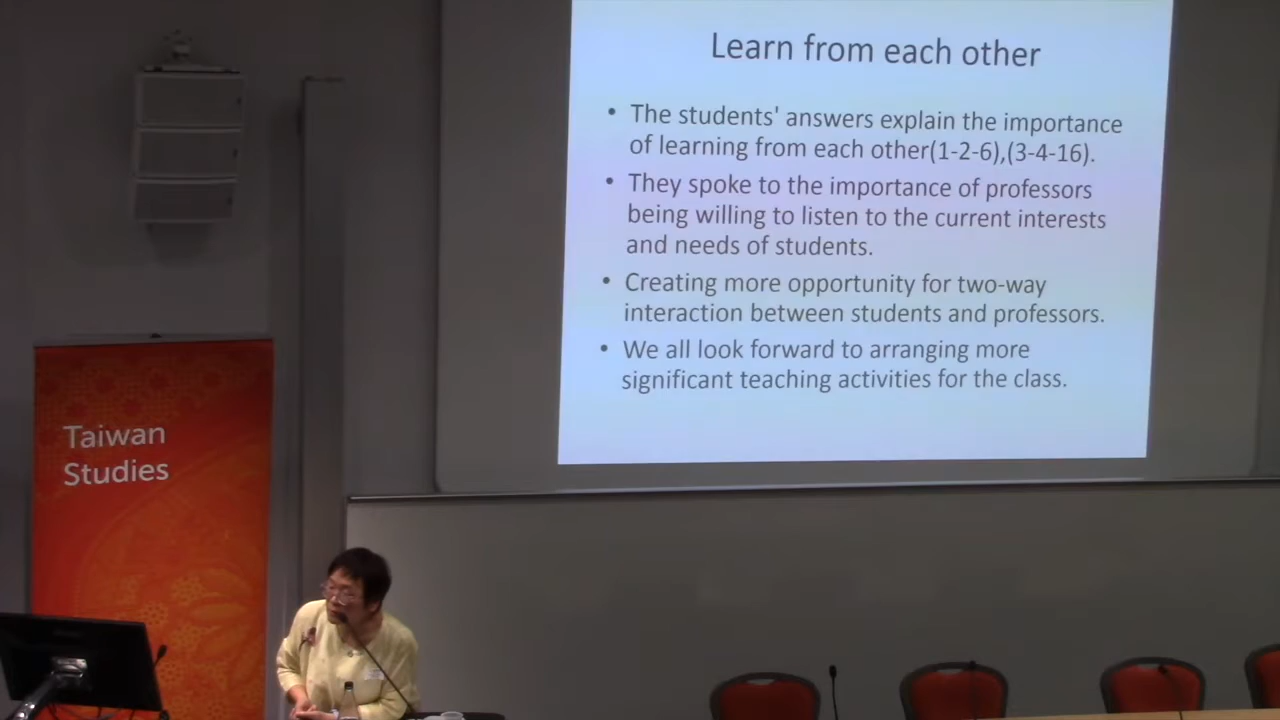 Learn from each other
• The students' answers explain the importance
of learning from each other(1-2-6),(3-4-16).
• They spoke to the importance of professors
being willing to listen to the current interests
and needs of students.
• Creating more opportunity for two-way
interaction between students and professors.
• We all look forward to arranging more
significant teaching activities for the class.
Taiwan
Studies